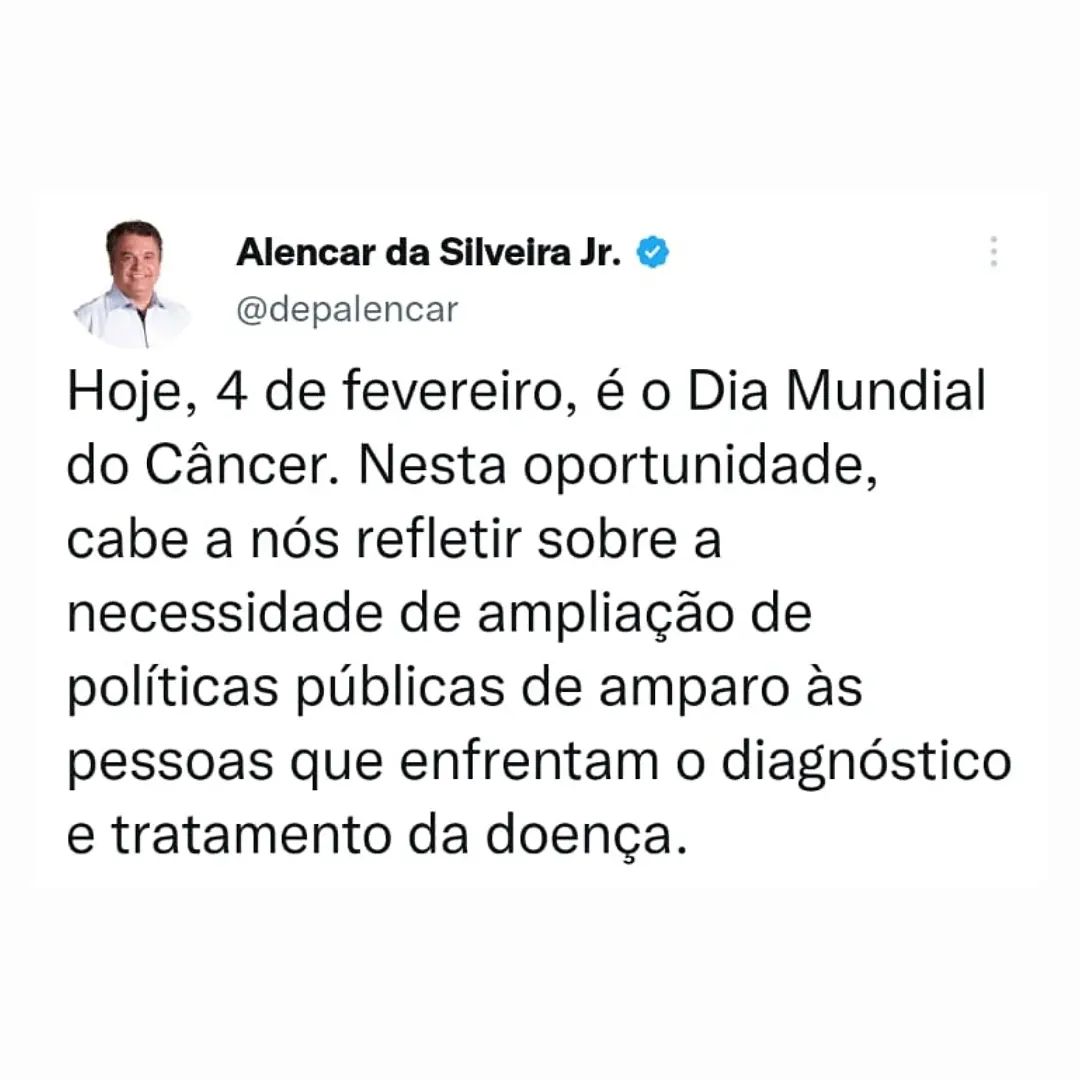 Alencar da Silveira Jr.
@depalencar
Hoje, 4 de fevereiro, é o Dia Mundial
do Câncer. Nesta oportunidade,
cabe a nós refletir sobre a
necessidade de ampliação de
políticas públicas de amparo às
pessoas que enfrentam o diagnóstico
e tratamento da doença.